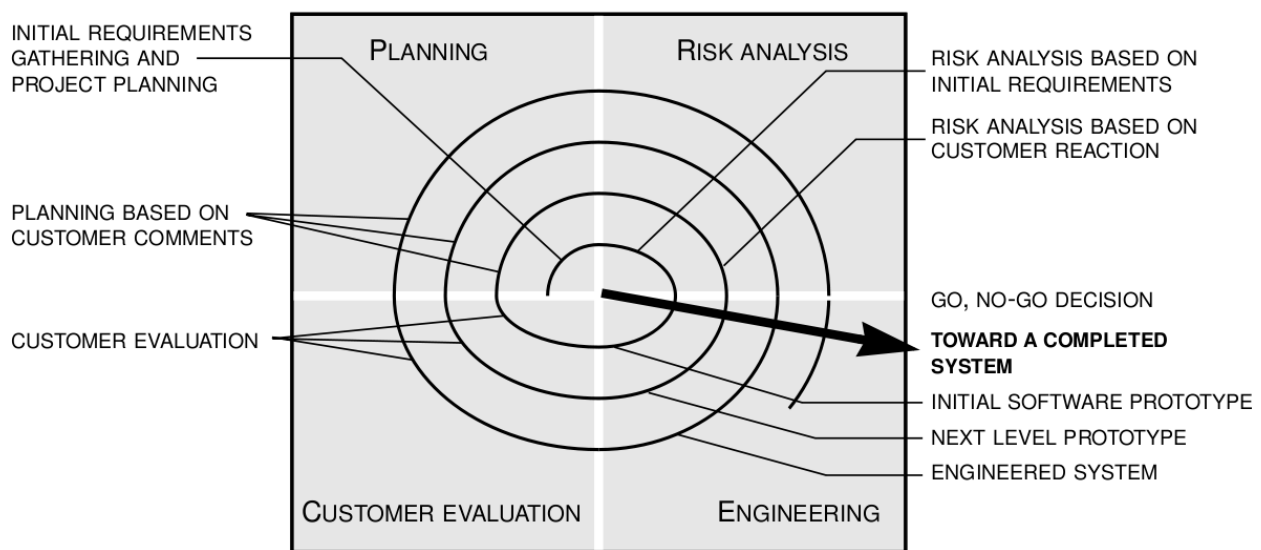 INITIAL REQUIREMENTS
GATHERING AND
PROJECT PLANNING
PLANNING
RISK ANALYSIS
RISK ANALYSIS BASED ON
INITIAL REQUIREMENTS
RISK ANALYSIS BASED ON
CUSTOMER REACTION
PLANNING BASED ON
CUSTOMER COMMENTS
GO, NO-GO DECISION
CUSTOMER EVALUATION
TOWARD A COMPLETED
SYSTEM
INITIAL SOFTWARE PROTOTYPE
NEXT LEVEL PROTOTYPE
ENGINEERED SYSTEM
CUSTOMER EVALUATION
ENGINEERING